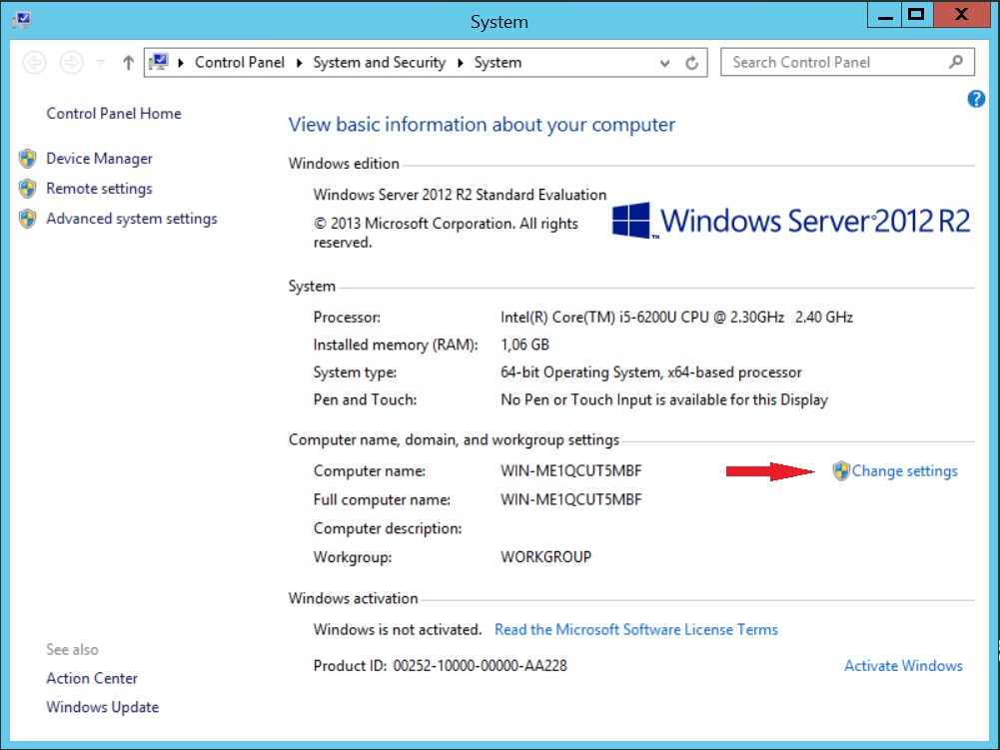 System
Control Panel ▸ System and Security ▸ System
Search Control Panel
Control Panel Home
Device Manager
Remote settings
Advanced system settings
View basic information about your computer
Windows edition
Windows Server 2012 R2 Standard Evaluation
© 2013 Microsoft Corporation. All rights
reserved.
Windows Server® 2012 R2
System
Processor: Intel(R) Core(TM) i5-6200U CPU @ 2.30GHz 2.40 GHz
Installed memory (RAM): 1,06 GB
System type: 64-bit Operating System, x64-based processor
Pen and Touch: No Pen or Touch Input is available for this Display
Computer name, domain, and workgroup settings
Computer name: WIN-ME1QCUT5MBF
Change settings
Full computer name: WIN-ME1QCUT5MBF
Computer description:
Workgroup: WORKGROUP
Windows activation
Windows is not activated. Read the Microsoft Software License Terms
Product ID: 00252-10000-00000-AA228
Activate Windows
See also
Action Center
Windows Update